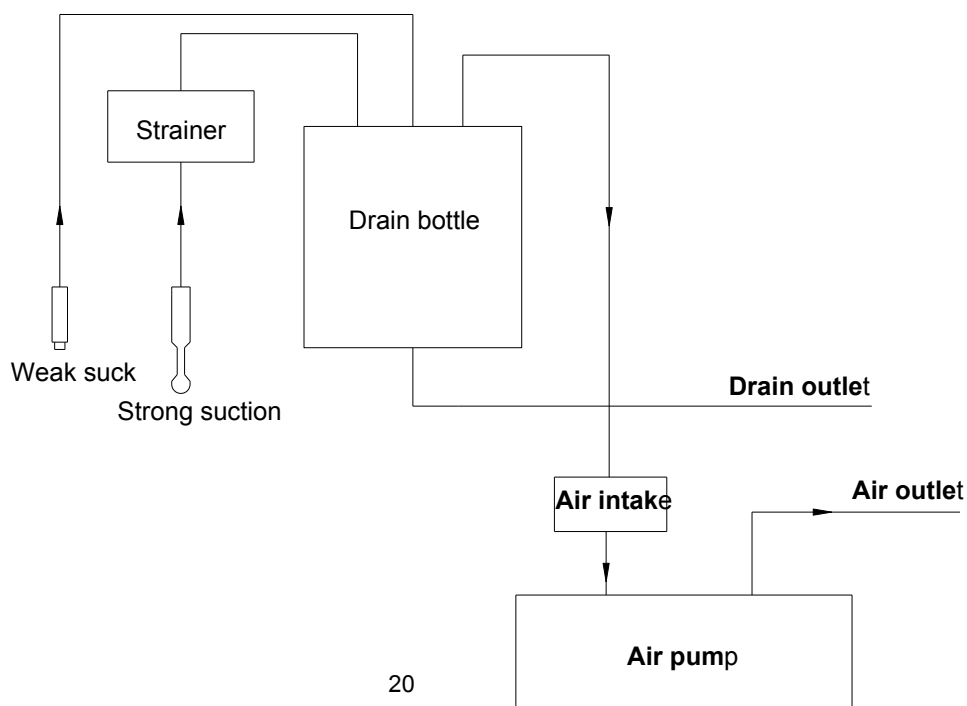 Strainer
Drain bottle
Weak suck
Strong suction
Drain outlet
Air intake
Air outlet
Air pump
20